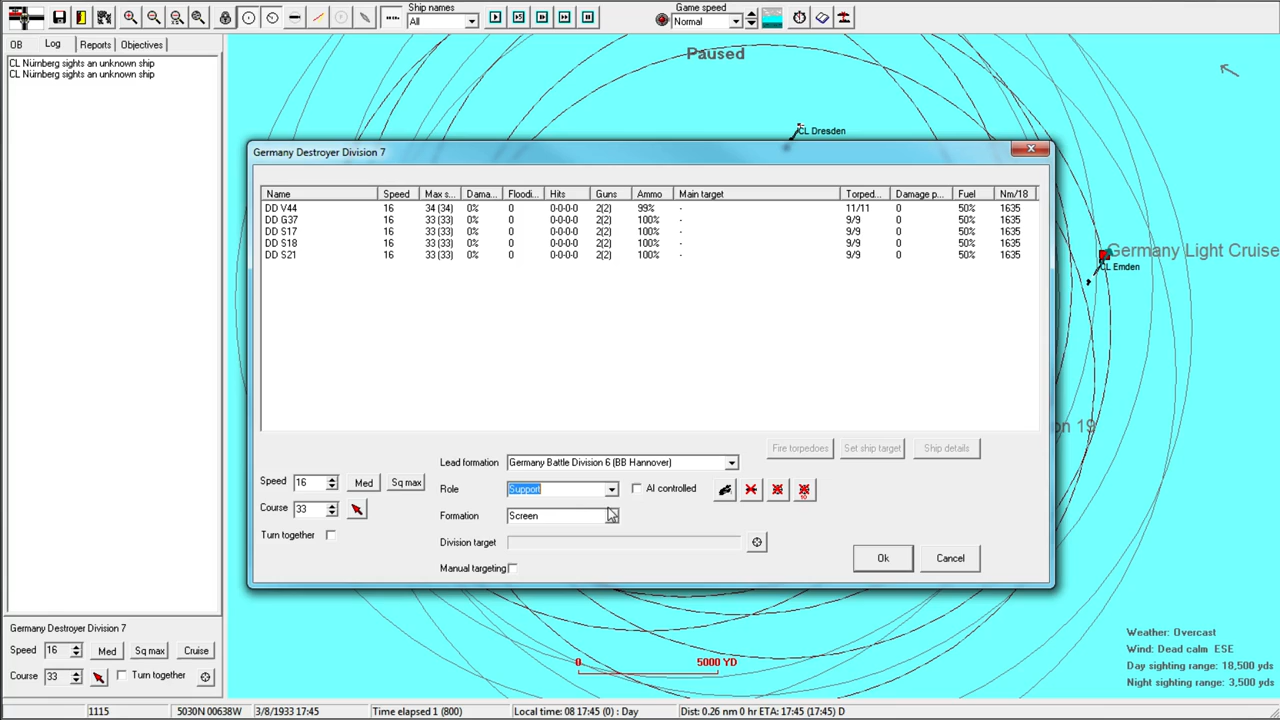 Ship names
All
Game speed
Normal
OB Log Reports Objectives
CL Nürnberg sights an unknown ship
CL Nürnberg sights an unknown ship
Paused
CL Dresden
Germany Light Cruise
CL Emden
on 19
Germany Destroyer Division 7
Name Speed Max s... Dama... Floodi... Hits Guns Ammo Main target Torped... Damage p... Fuel Nm/18
DD V44 16 34 (34) 0% 0 0-0-0-0 2(2) 99% - 11/11 0 50% 1635
DD G37 16 33 (33) 0% 0 0-0-0-0 2(2) 100% - 9/9 0 50% 1635
DD S17 16 33 (33) 0% 0 0-0-0-0 2(2) 100% - 9/9 0 50% 1635
DD S18 16 33 (33) 0% 0 0-0-0-0 2(2) 100% - 9/9 0 50% 1635
DD S21 16 33 (33) 0% 0 0-0-0-0 2(2) 100% - 9/9 0 50% 1635
Fire torpedoes Set ship target Ship details
Lead formation Germany Battle Division 6 (BB Hannover)
Speed 16 Med Sq max
Role Support AI controlled
10
Course 33
Formation Screen
Turn together
Division target
Manual targeting
Ok Cancel
Germany Destroyer Division 7
Speed 16 Med Sq max Cruise
Course 33 Turn together
0 5000 YD
Weather: Overcast
Wind: Dead calm ESE
Day sighting range: 18,500 yds
Night sighting range: 3,500 yds
1115 5030N 00638W 3/8/1933 17:45 Time elapsed 1 (800) Local time: 08 17:45 (0) : Day Dist: 0.26 nm 0 hr ETA: 17:45 (17:45) D